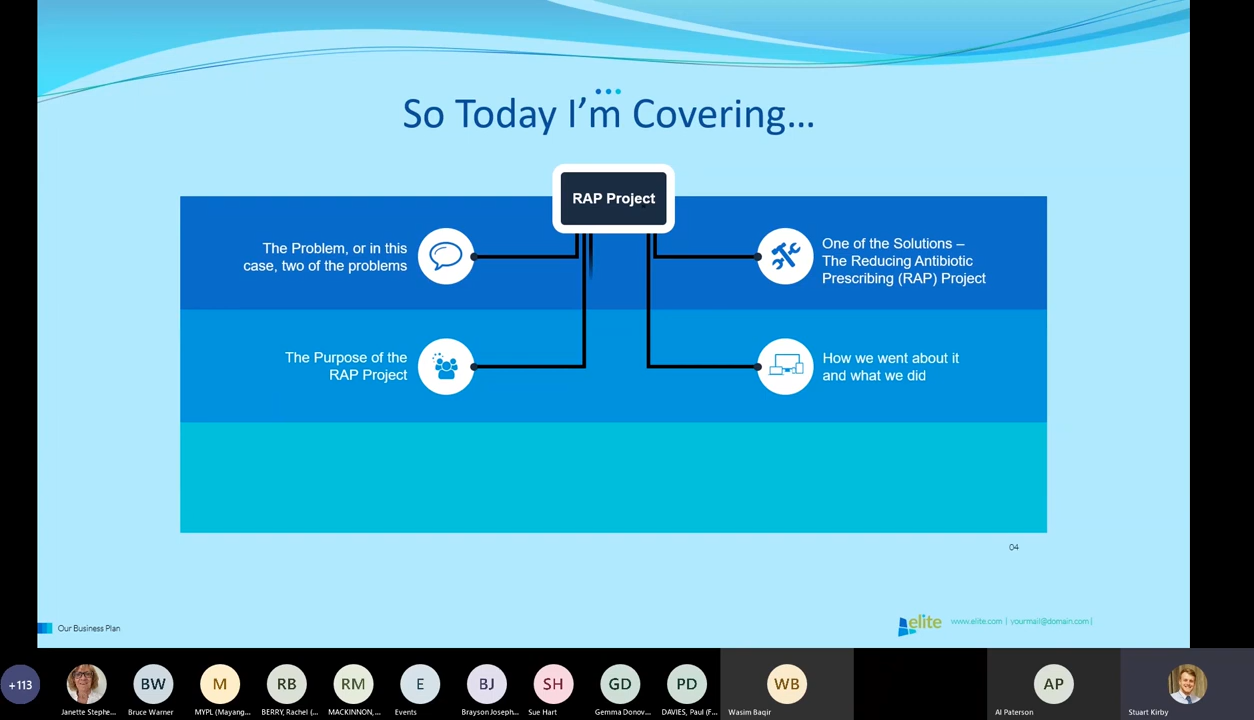 So Today I’m Covering...
RAP Project
The Problem, or in this
case, two of the problems
One of the Solutions –
The Reducing Antibiotic
Prescribing (RAP) Project
The Purpose of the
RAP Project
How we went about it
and what we did
04
Our Business Plan
elite
www.elite.com | yourmail@domain.com |
+113
BW
M
RB
RM
E
BJ
SH
GD
PD
WB
AP
Janette Stephe...
Bruce Warner
MYPL (Mayang...
BERRY, Rachel (...
MACKINNON,...
Events
Brayson Joseph...
Sue Hart
Gemma Donov...
DAVIES, Paul (F...
Wasim Baqir
Al Paterson
Stuart Kirby